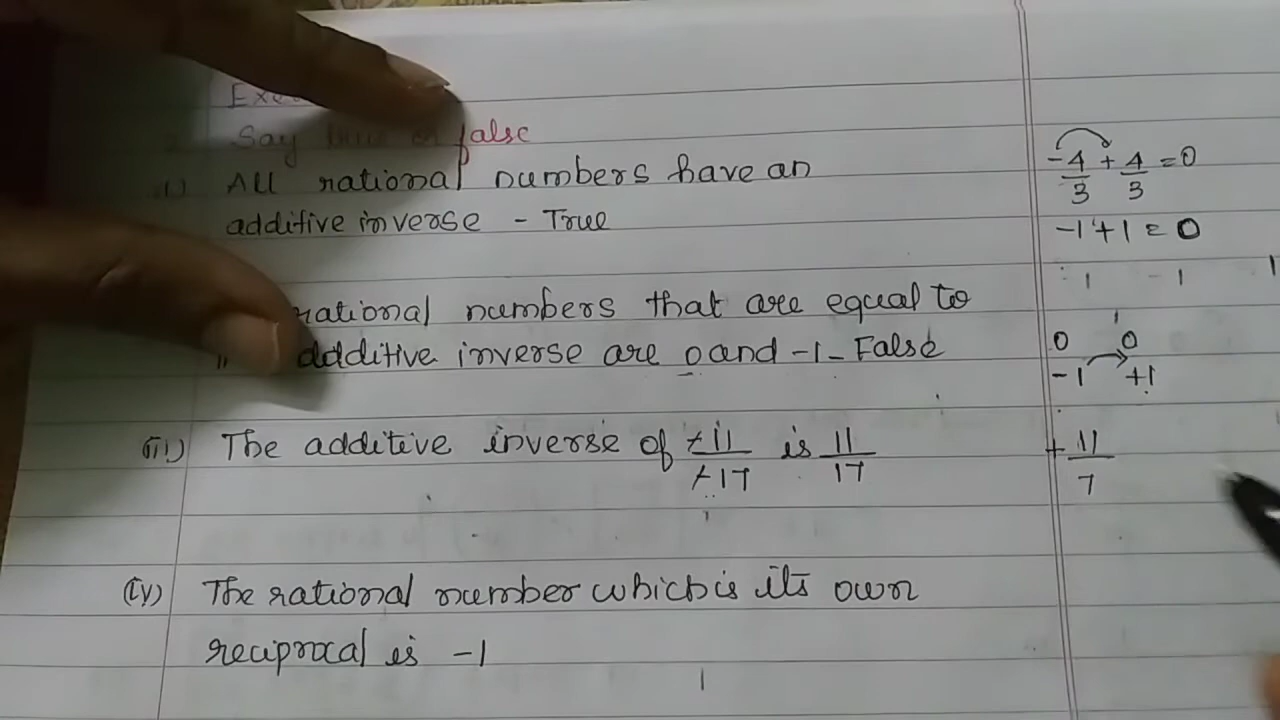 Say true or false
i) All rational numbers have an
additive inverse - True
rational numbers that are equal to
additive inverse are 0 and -1 - False
(iii) The additive inverse of -11/-17 is 11/17
(iv) The rational number which is its own
reciprocal is -1
-4/3 + 4/3 = 0
-1 + 1 = 0
0 0
-1 +1
+ 11/7